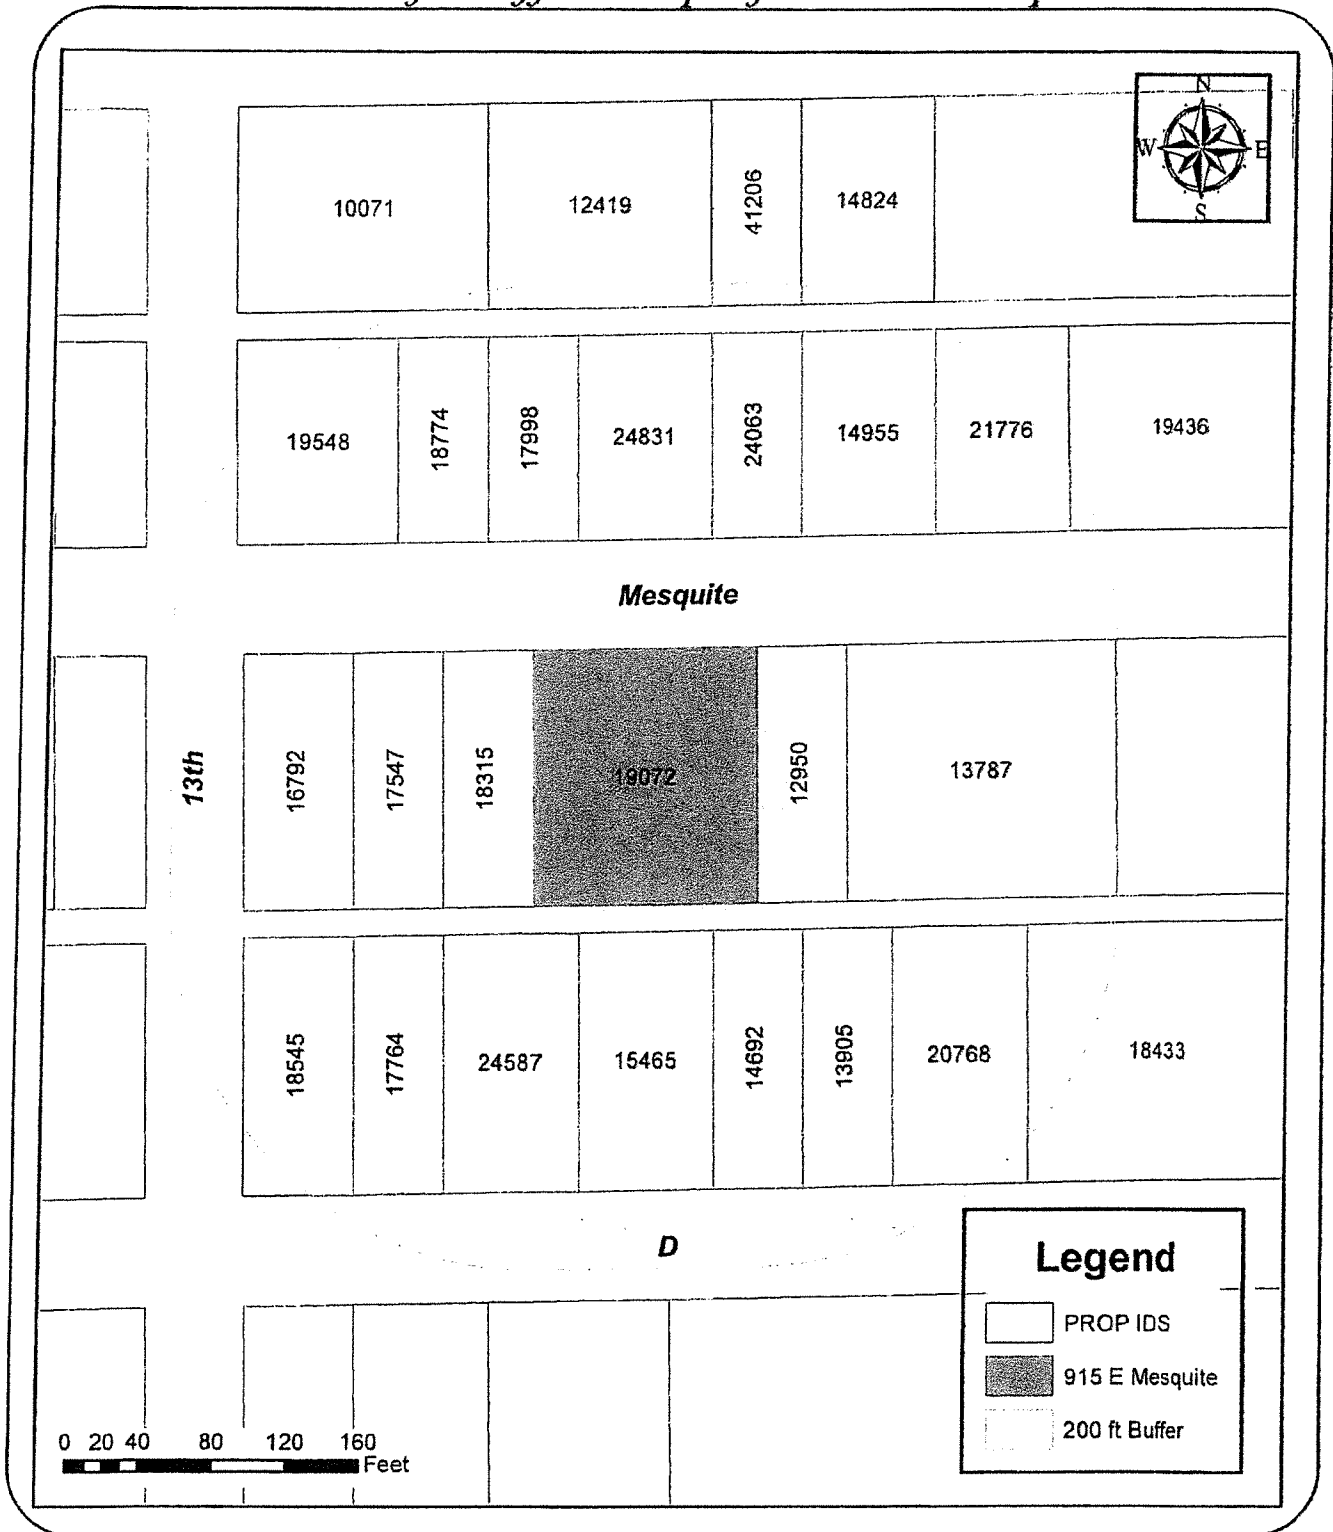 N
W E
S
10071 12419 41206 14824
19548 18774 17998 24831 24063 14955 21776 19436
Mesquite
13th
16792 17547 18315 19072 12950 13787
18545 17764 24587 15465 14692 13905 20768 18433
D
Legend
PROP IDS
915 E Mesquite
200 ft Buffer
0 20 40 80 120 160
Feet